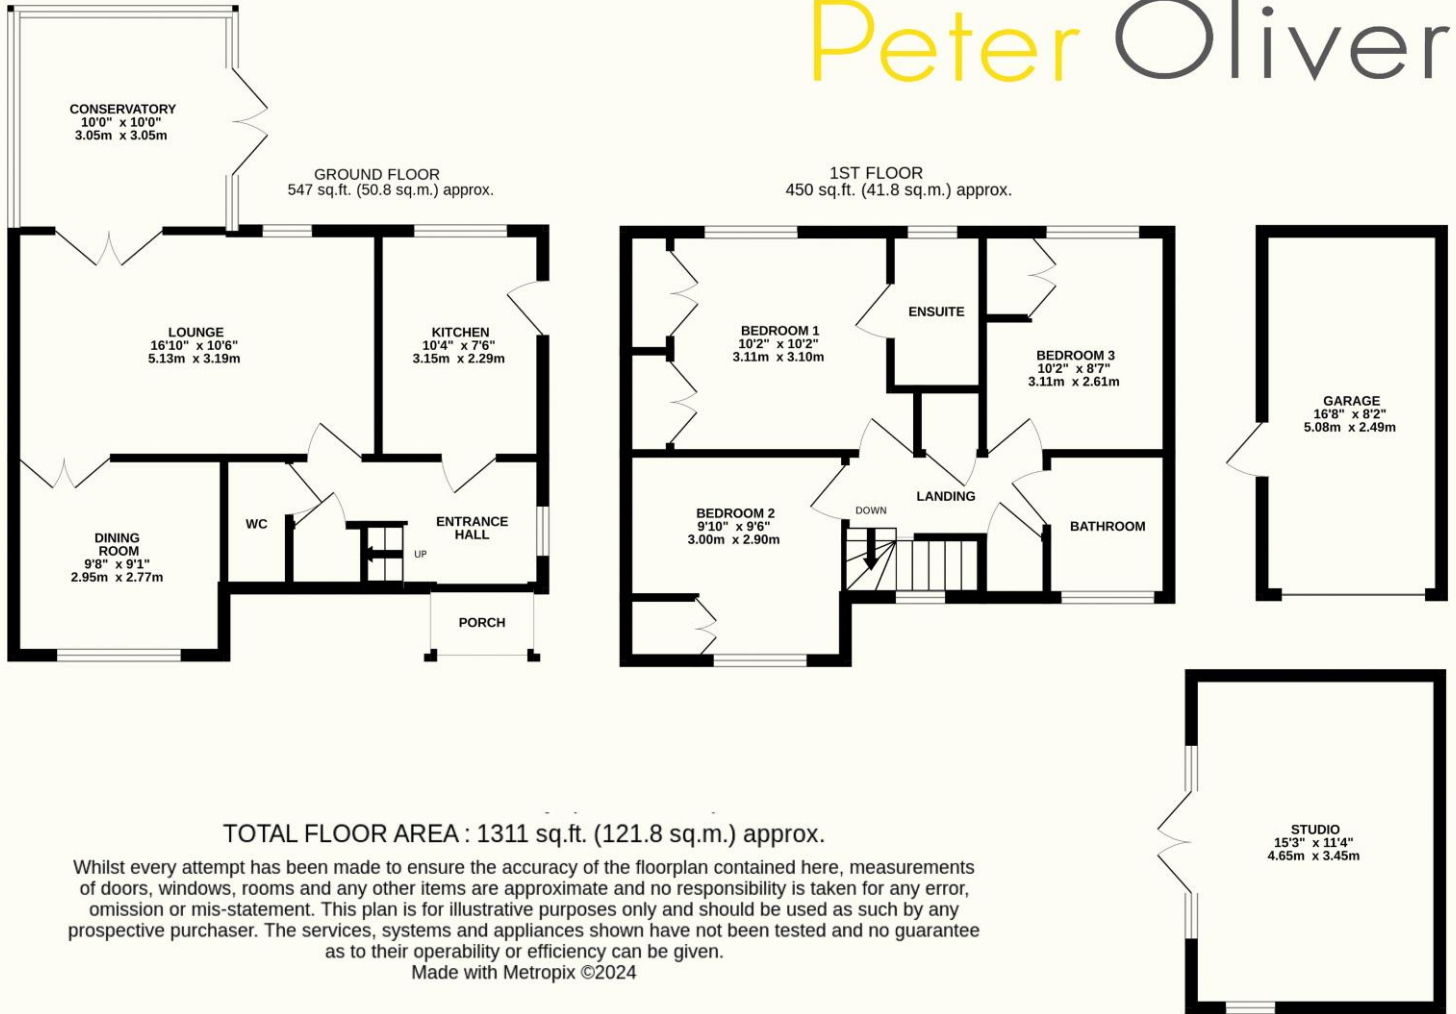 Peter Oliver
CONSERVATORY
10'0" x 10'0"
3.05m x 3.05m
GROUND FLOOR
547 sq.ft. (50.8 sq.m.) approx.
1ST FLOOR
450 sq.ft. (41.8 sq.m.) approx.
LOUNGE
16'10" x 10'6"
5.13m x 3.19m
KITCHEN
10'4" x 7'6"
3.15m x 2.29m
DINING
ROOM
9'8" x 9'1"
2.95m x 2.77m
WC
ENTRANCE
HALL
UP
PORCH
BEDROOM 1
10'2" x 10'2"
3.11m x 3.10m
ENSUITE
BEDROOM 3
10'2" x 8'7"
3.11m x 2.61m
BEDROOM 2
9'10" x 9'6"
3.00m x 2.90m
DOWN
LANDING
BATHROOM
GARAGE
16'8" x 8'2"
5.08m x 2.49m
STUDIO
15'3" x 11'4"
4.65m x 3.45m
TOTAL FLOOR AREA : 1311 sq.ft. (121.8 sq.m.) approx.
Whilst every attempt has been made to ensure the accuracy of the floorplan contained here, measurements
of doors, windows, rooms and any other items are approximate and no responsibility is taken for any error,
omission or mis-statement. This plan is for illustrative purposes only and should be used as such by any
prospective purchaser. The services, systems and appliances shown have not been tested and no guarantee
as to their operability or efficiency can be given.
Made with Metropix ©2024